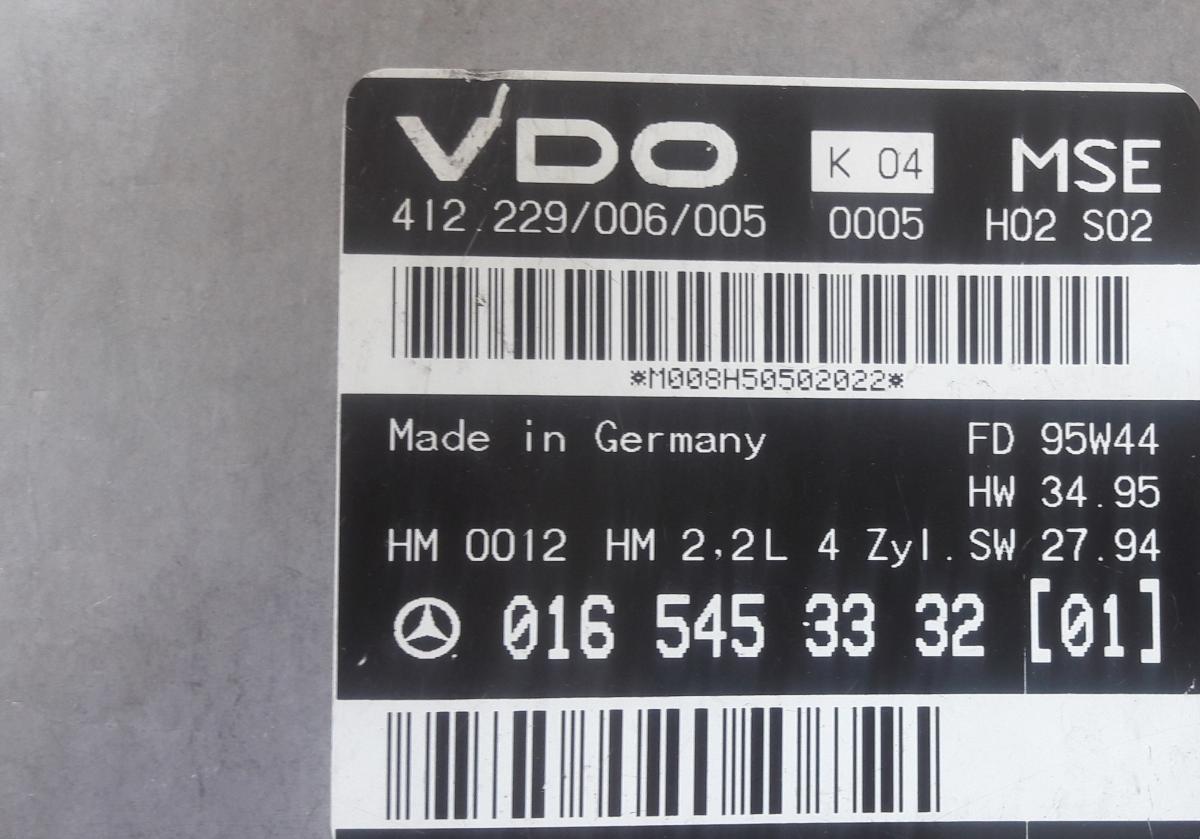 VDO K 04 MSE
412.229/006/005 0005 H02 S02
*M008H50502022*
Made in Germany FD 95W44
HW 34.95
HM 0012 HM 2,2L 4 Zyl. SW 27.94
016 545 33 32 [01]